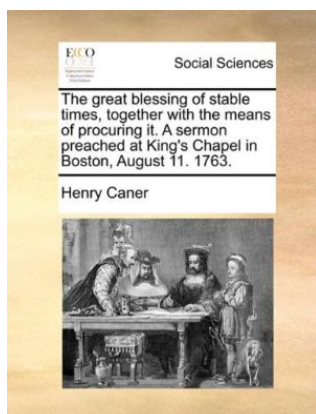 ECCO
Social Sciences
The great blessing of stable
times, together with the means
of procuring it. A sermon
preached at King's Chapel in
Boston, August 11. 1763.
Henry Caner